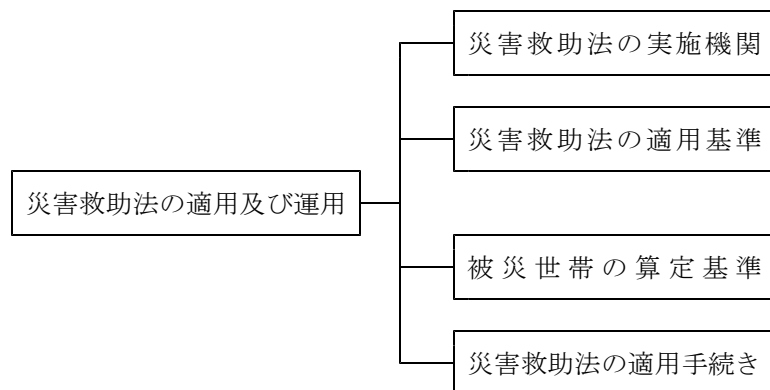 災害救助法の実施機関
災害救助法の適用基準
災害救助法の適用及び運用
被災世帯の算定基準
災害救助法の適用手続き